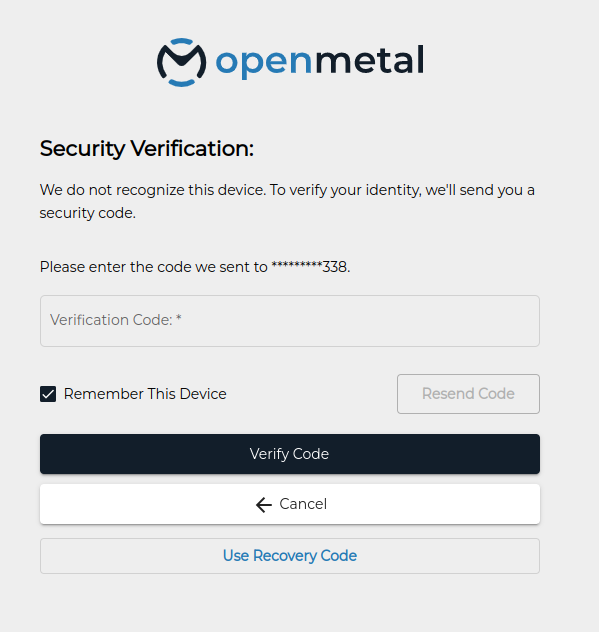 openmetal
Security Verification:
We do not recognize this device. To verify your identity, we'll send you a
security code.
Please enter the code we sent to *********338.
Verification Code: *
Remember This Device
Resend Code
Verify Code
Cancel
Use Recovery Code